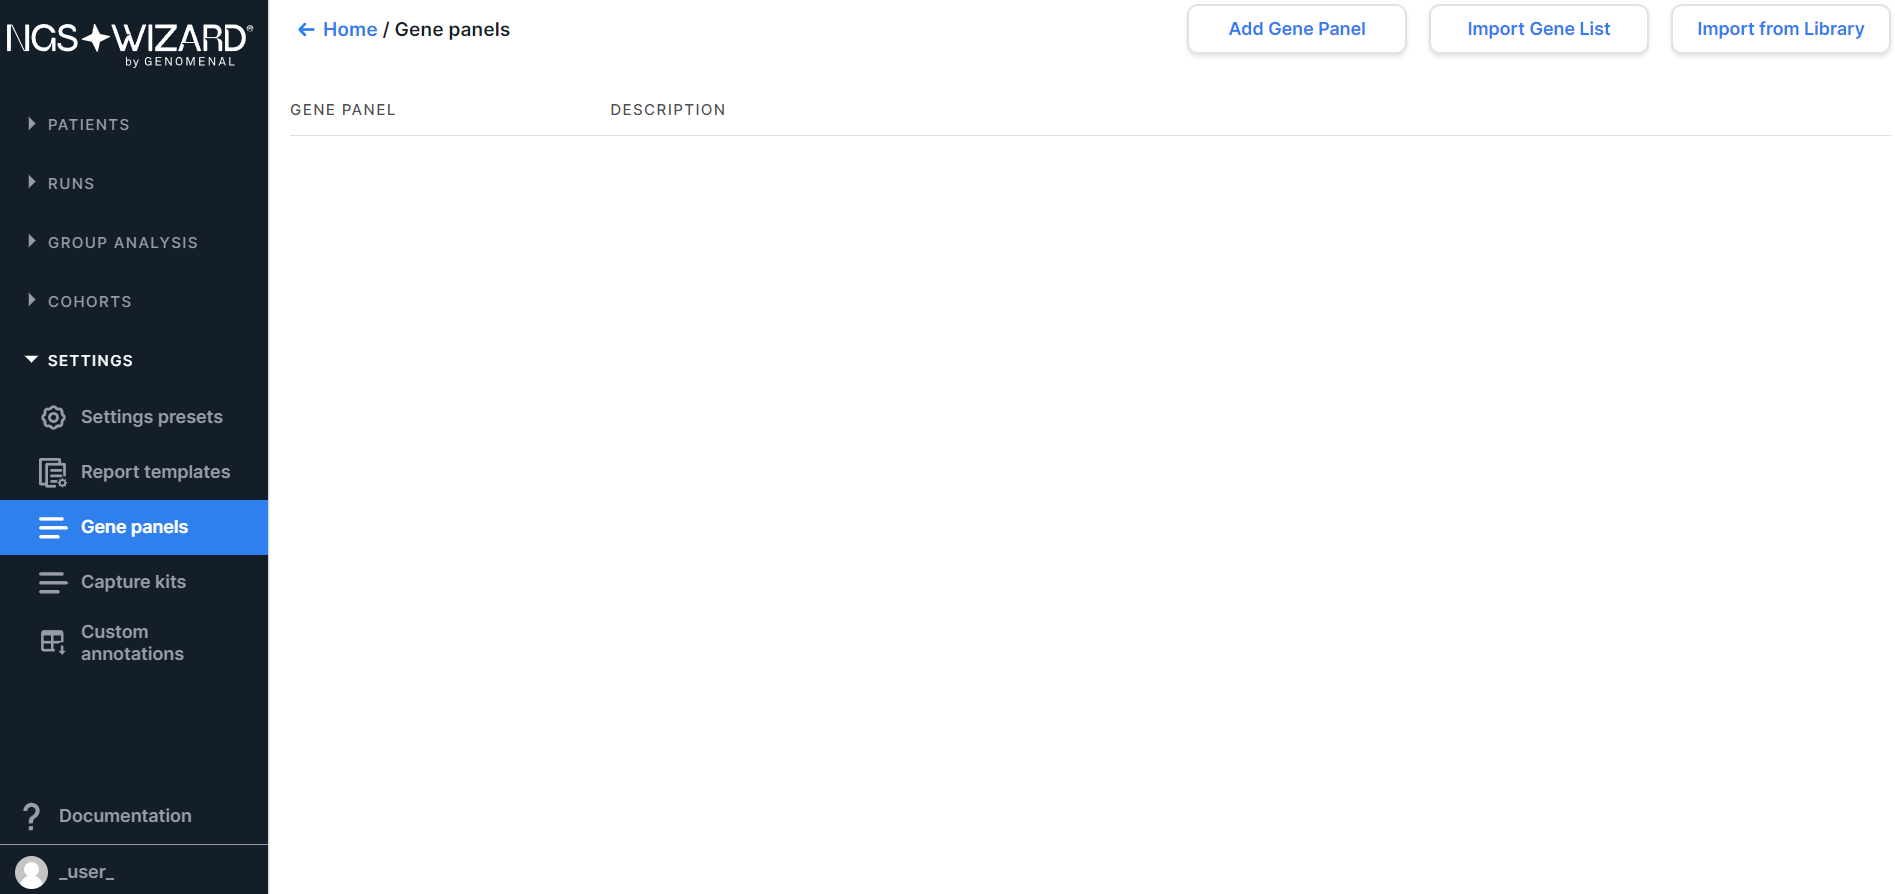 NGS WIZARD®
by GENOMENAL
PATIENTS
RUNS
GROUP ANALYSIS
COHORTS
SETTINGS
Settings presets
Report templates
Gene panels
Capture kits
Custom
annotations
Documentation
_user_
← Home / Gene panels
Add Gene Panel
Import Gene List
Import from Library
GENE PANEL
DESCRIPTION